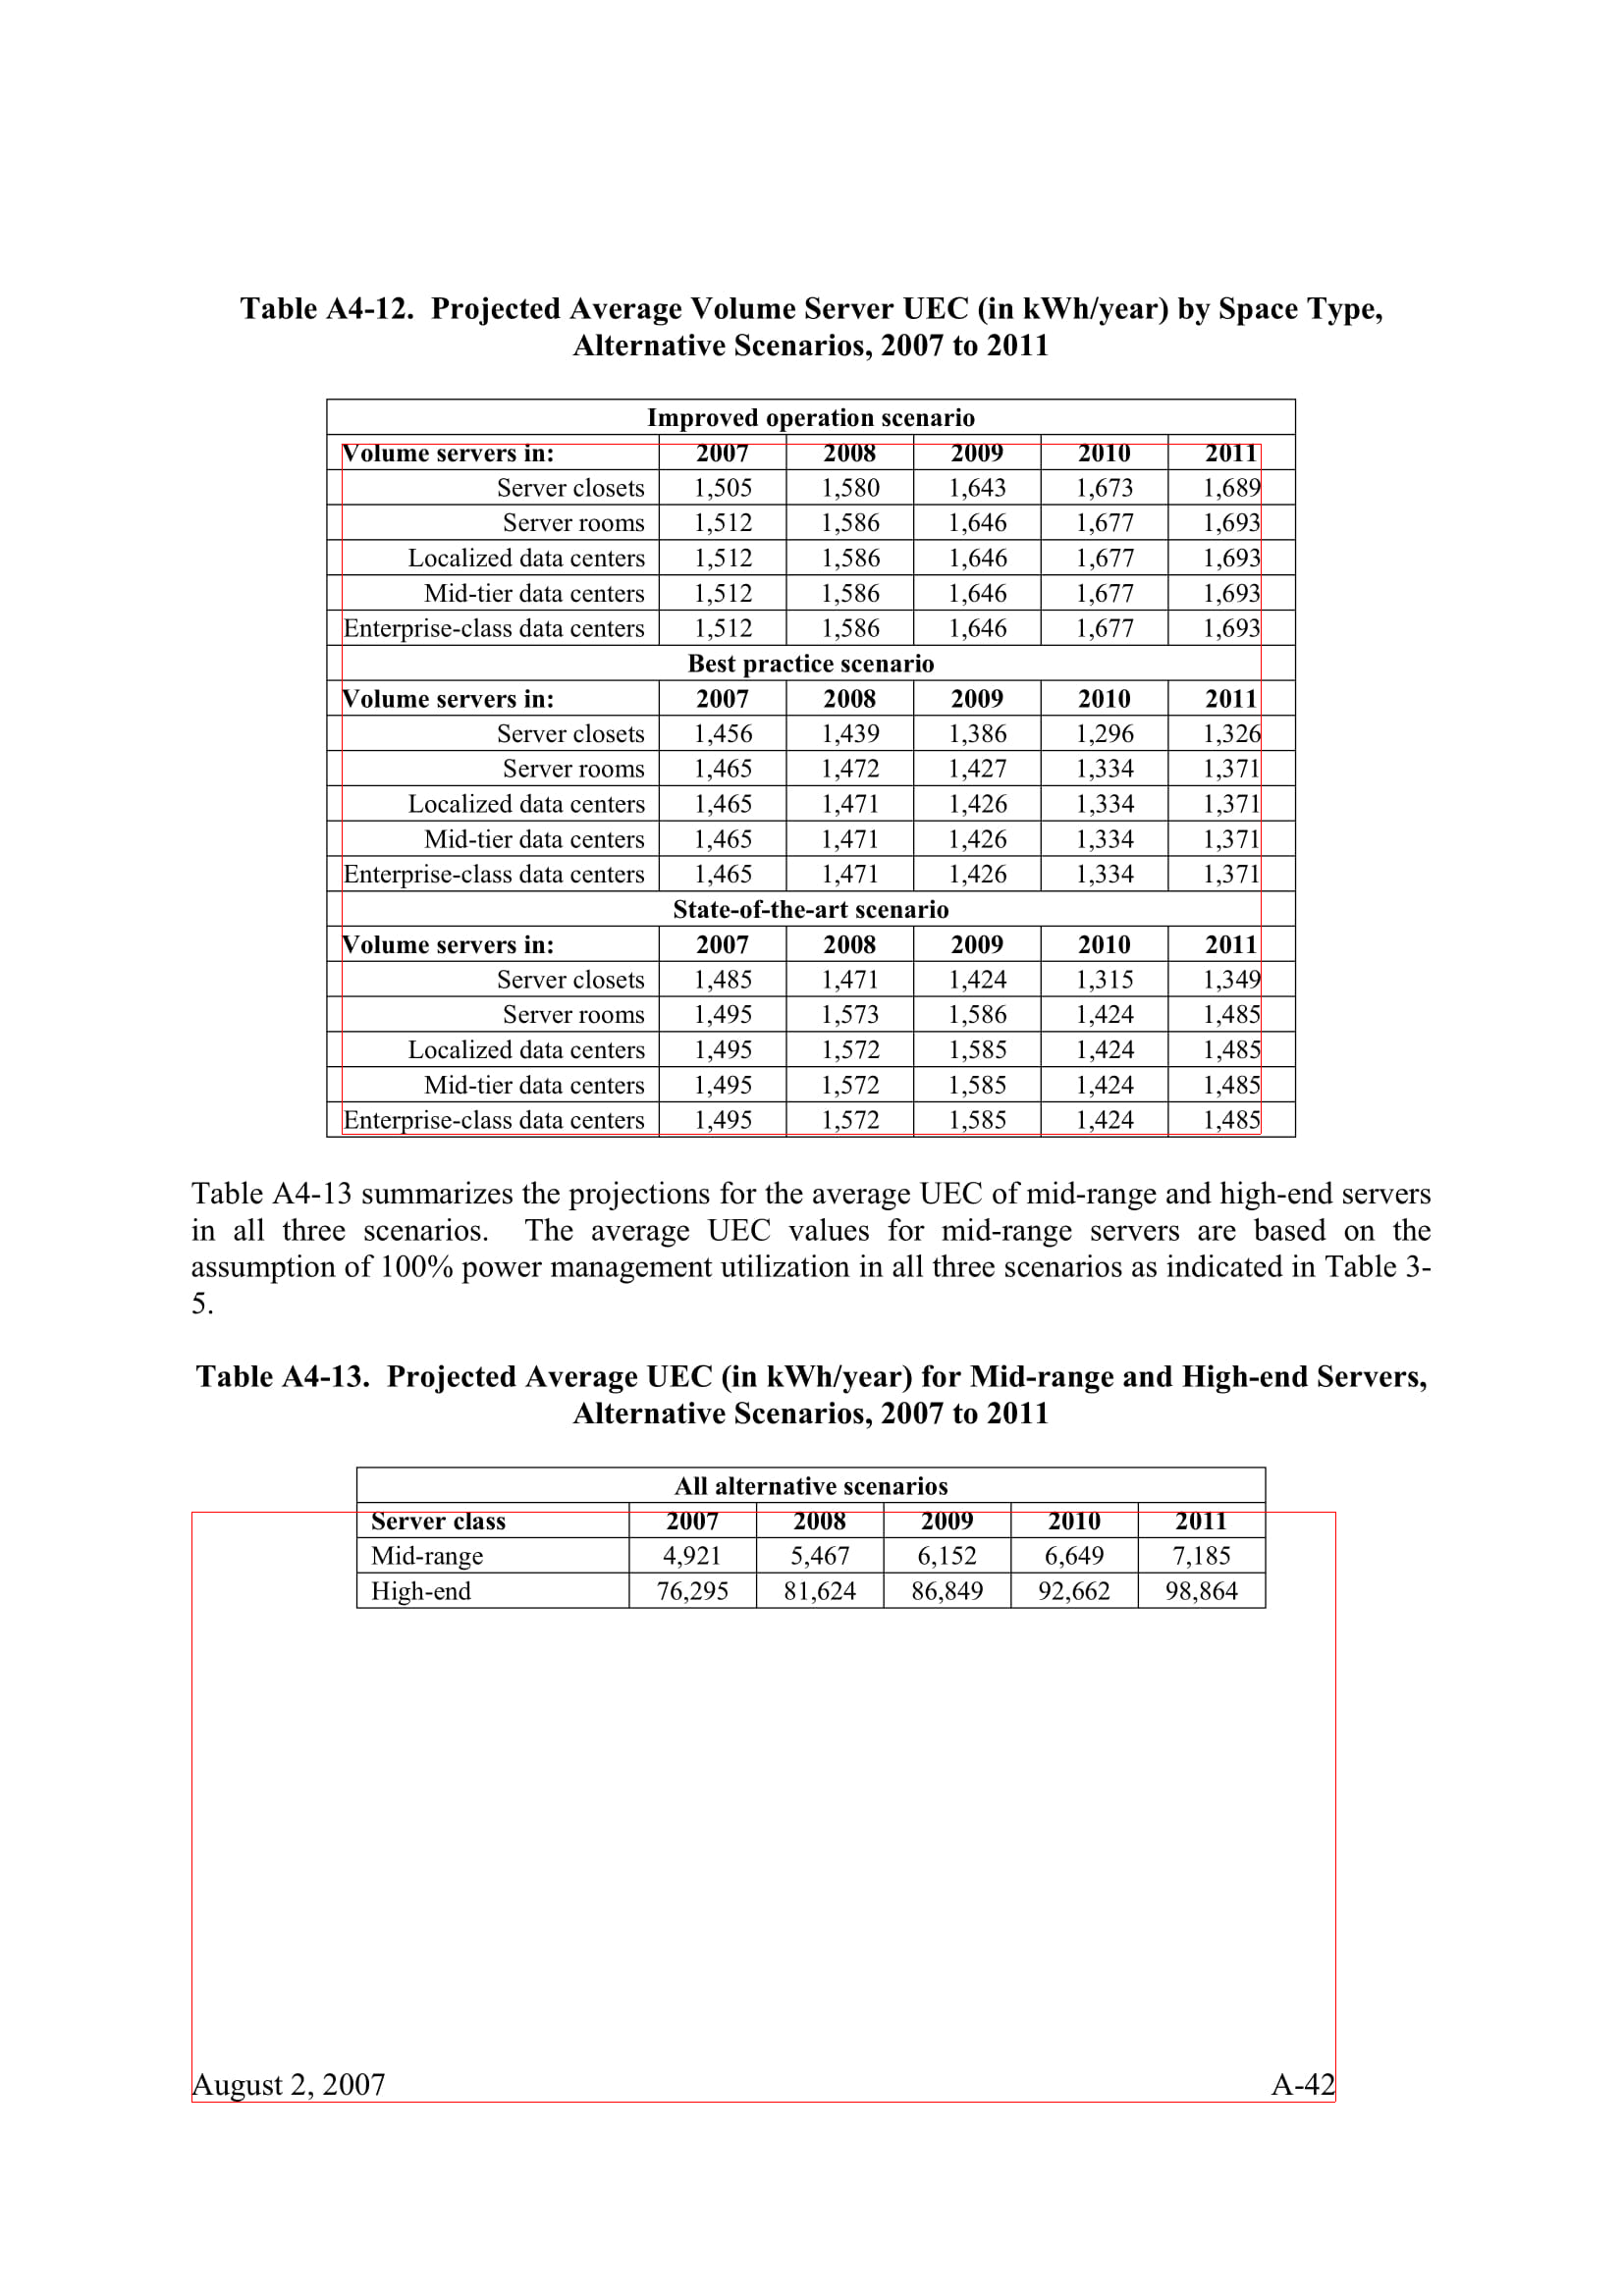 Table A4-12. Projected Average Volume Server UEC (in kWh/year) by Space Type,
Alternative Scenarios, 2007 to 2011
Improved operation scenario
Volume servers in: 2007 2008 2009 2010 2011
Server closets 1,505 1,580 1,643 1,673 1,689
Server rooms 1,512 1,586 1,646 1,677 1,693
Localized data centers 1,512 1,586 1,646 1,677 1,693
Mid-tier data centers 1,512 1,586 1,646 1,677 1,693
Enterprise-class data centers 1,512 1,586 1,646 1,677 1,693
Best practice scenario
Volume servers in: 2007 2008 2009 2010 2011
Server closets 1,456 1,439 1,386 1,296 1,326
Server rooms 1,465 1,472 1,427 1,334 1,371
Localized data centers 1,465 1,471 1,426 1,334 1,371
Mid-tier data centers 1,465 1,471 1,426 1,334 1,371
Enterprise-class data centers 1,465 1,471 1,426 1,334 1,371
State-of-the-art scenario
Volume servers in: 2007 2008 2009 2010 2011
Server closets 1,485 1,471 1,424 1,315 1,349
Server rooms 1,495 1,573 1,586 1,424 1,485
Localized data centers 1,495 1,572 1,585 1,424 1,485
Mid-tier data centers 1,495 1,572 1,585 1,424 1,485
Enterprise-class data centers 1,495 1,572 1,585 1,424 1,485
Table A4-13 summarizes the projections for the average UEC of mid-range and high-end servers
in all three scenarios. The average UEC values for mid-range servers are based on the
assumption of 100% power management utilization in all three scenarios as indicated in Table 3-
5.
Table A4-13. Projected Average UEC (in kWh/year) for Mid-range and High-end Servers,
Alternative Scenarios, 2007 to 2011
All alternative scenarios
Server class 2007 2008 2009 2010 2011
Mid-range 4,921 5,467 6,152 6,649 7,185
High-end 76,295 81,624 86,849 92,662 98,864
August 2, 2007 A-42